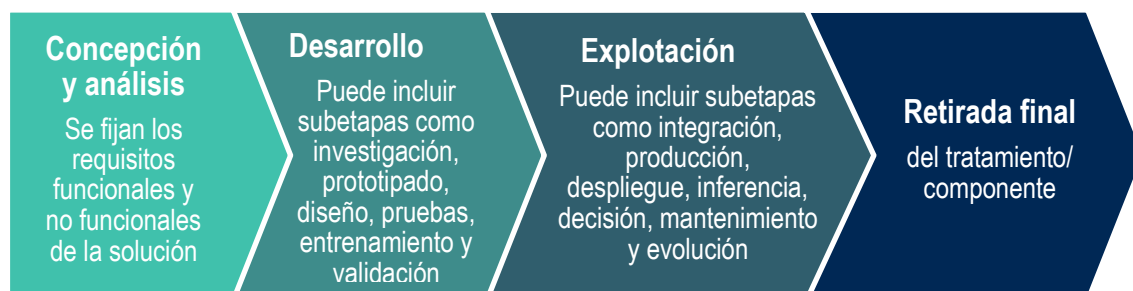 Concepción
y análisis
Se fijan los
requisitos
funcionales y
no funcionales
de la solución
Desarrollo
Puede incluir
subetapas como
investigación,
prototipado,
diseño, pruebas,
entrenamiento y
validación
Explotación
Puede incluir subetapas
como integración,
producción,
despliegue, inferencia,
decisión, mantenimiento
y evolución
Retirada final
del tratamiento/
componente